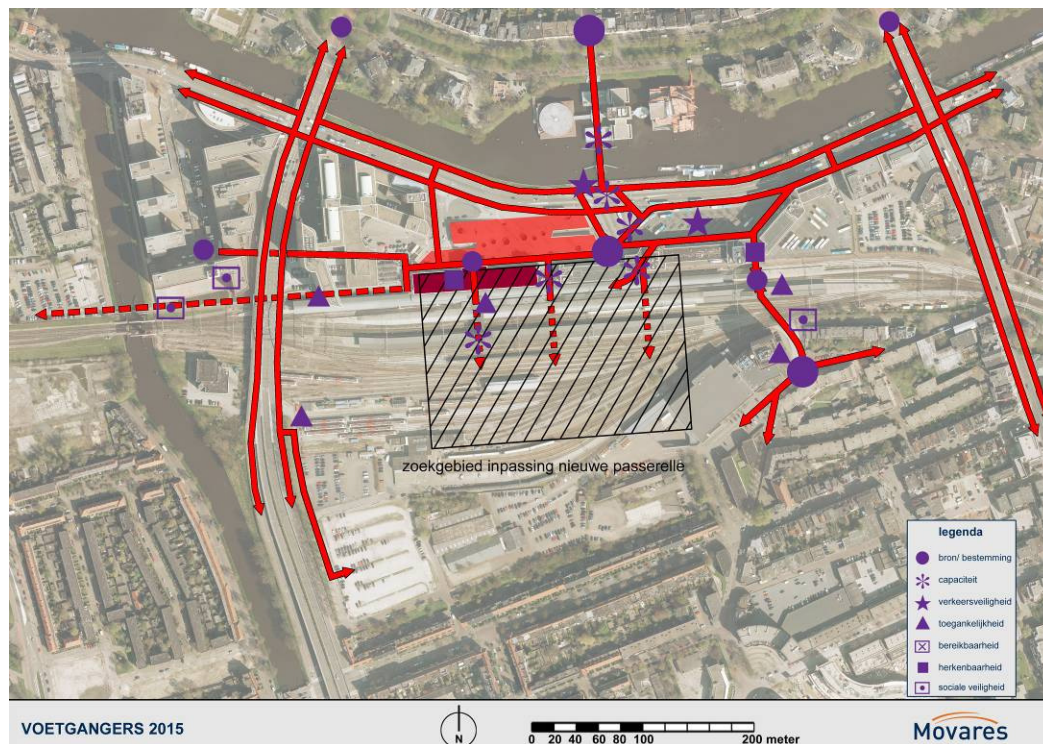 zoekgebied inpassing nieuwe passerelle
legenda
bron/ bestemming
capaciteit
verkeersveiligheid
toegankelijkheid
bereikbaarheid
herkenbaarheid
sociale veiligheid
VOETGANGERS 2015
N
0 20 40 60 80 100 200 meter
Movares